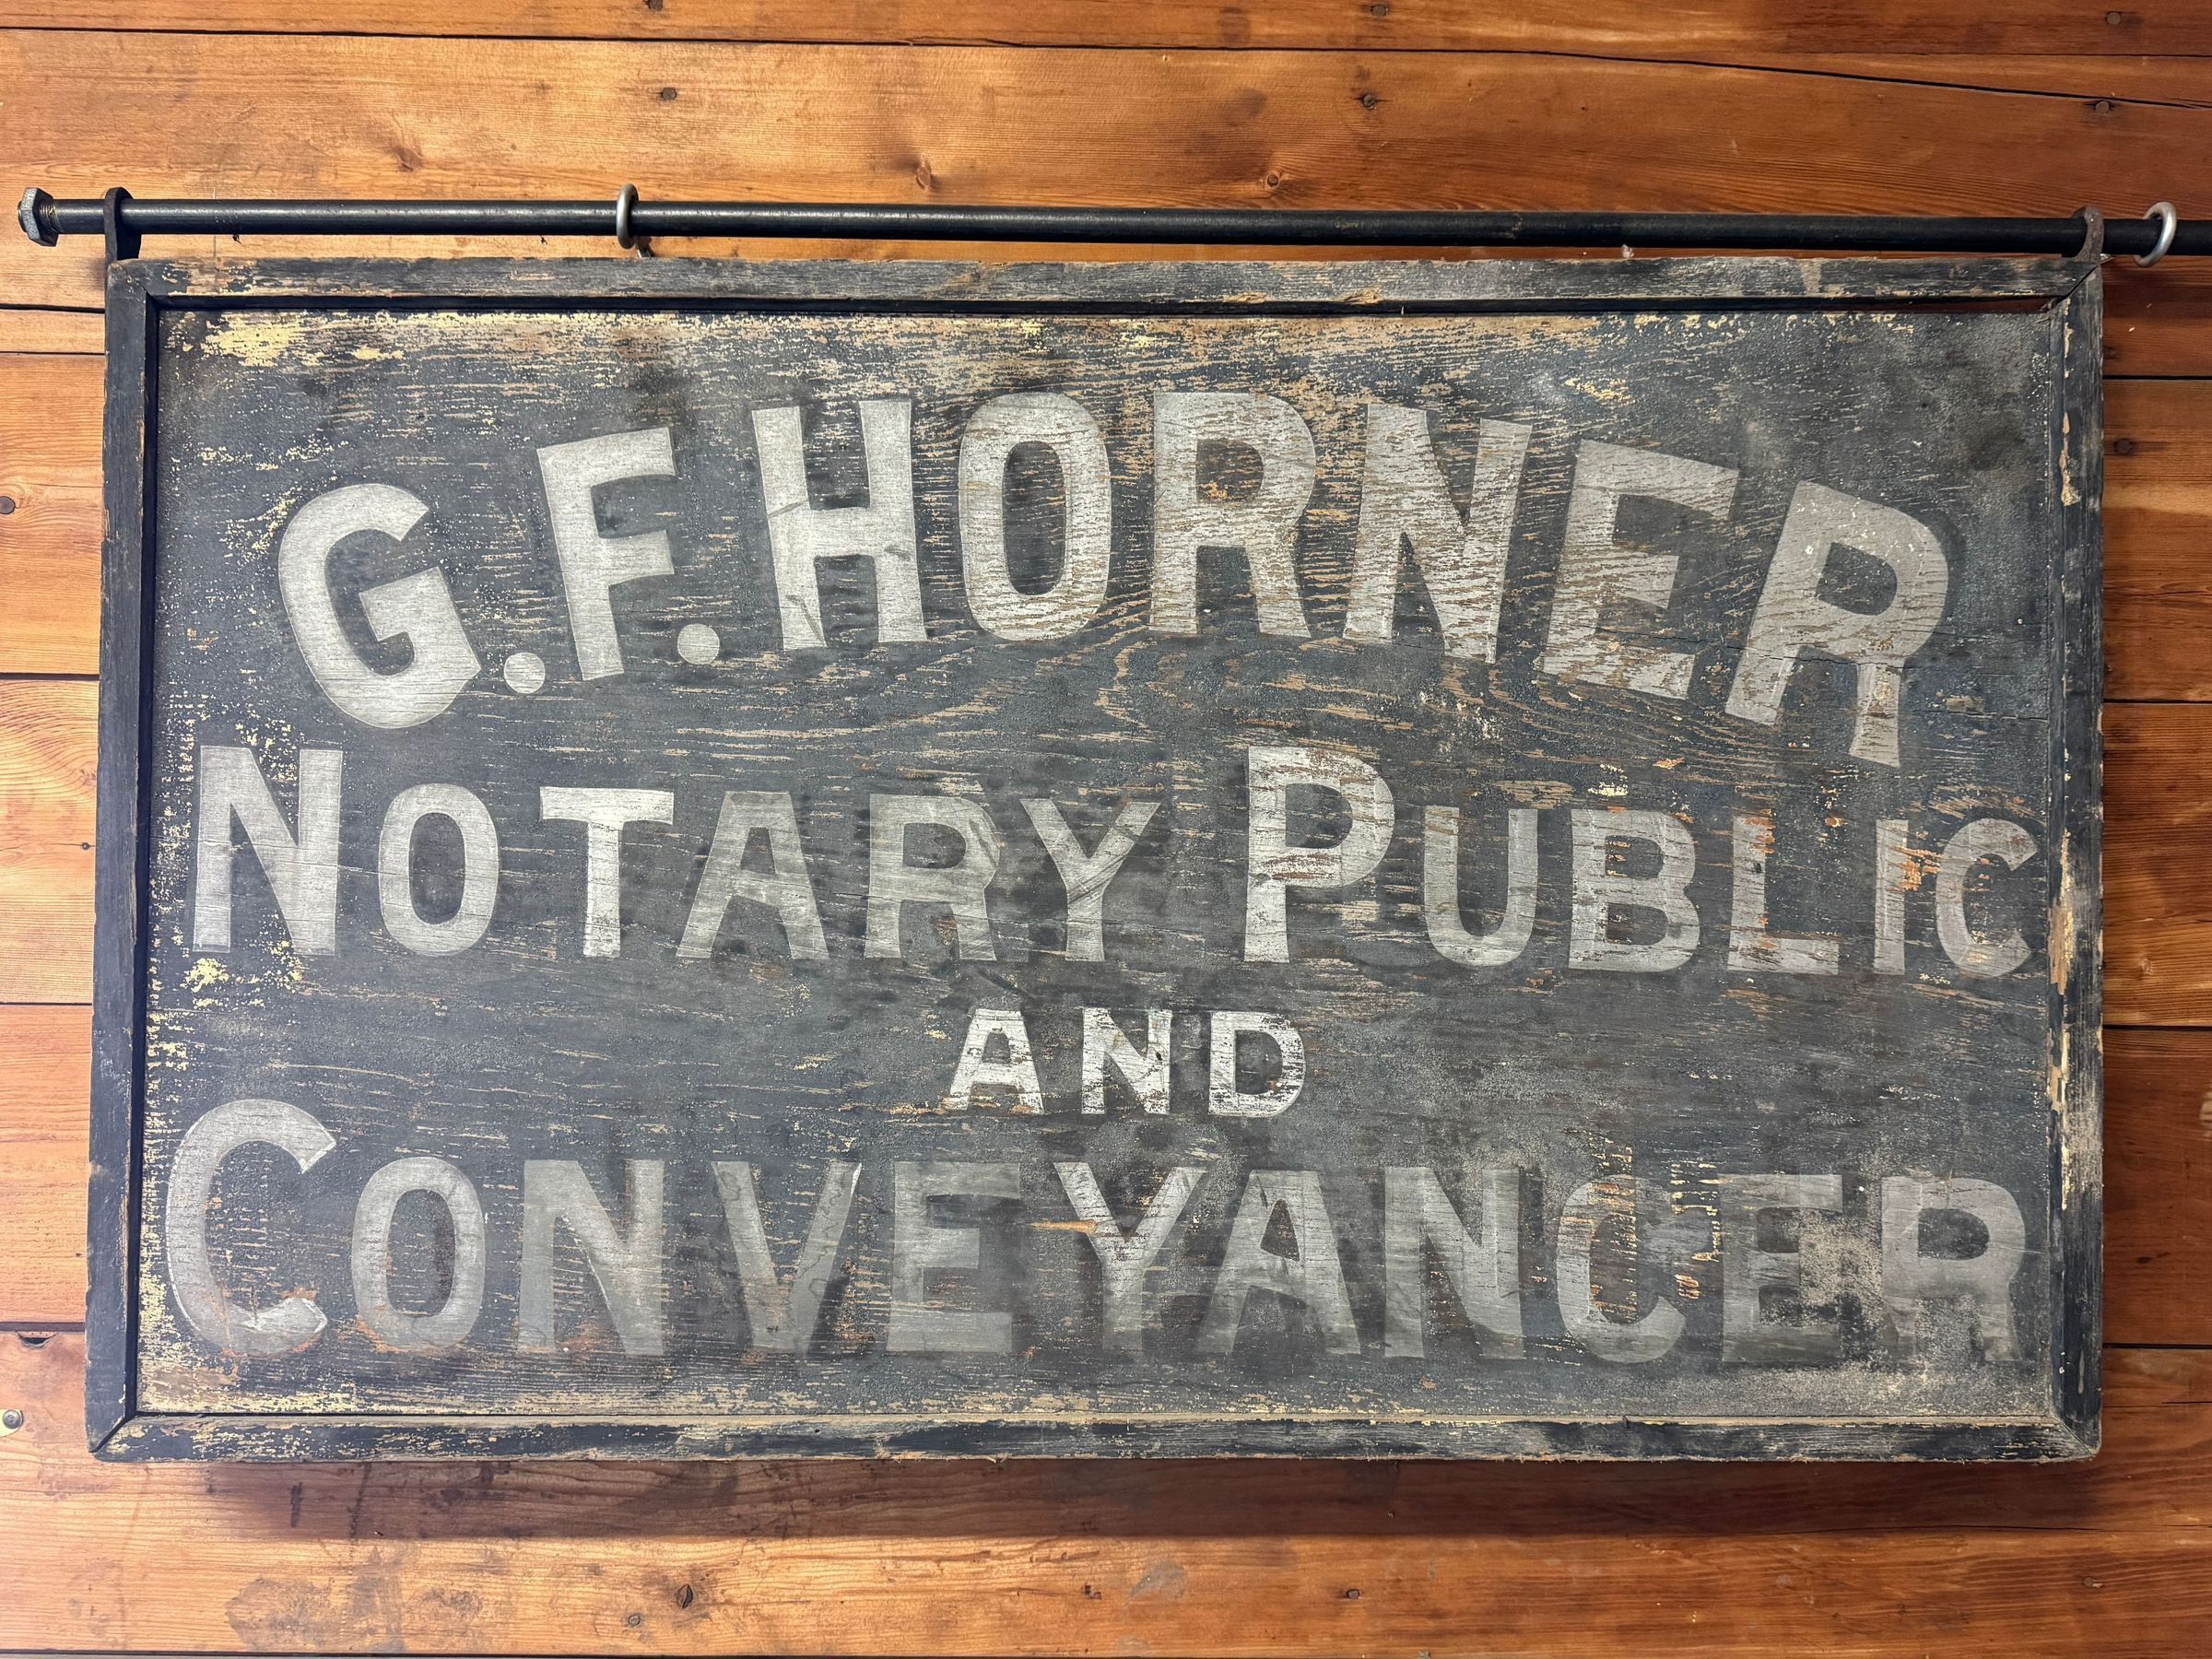 G.F. HORNER
NOTARY PUBLIC
AND
CONVEYANCER